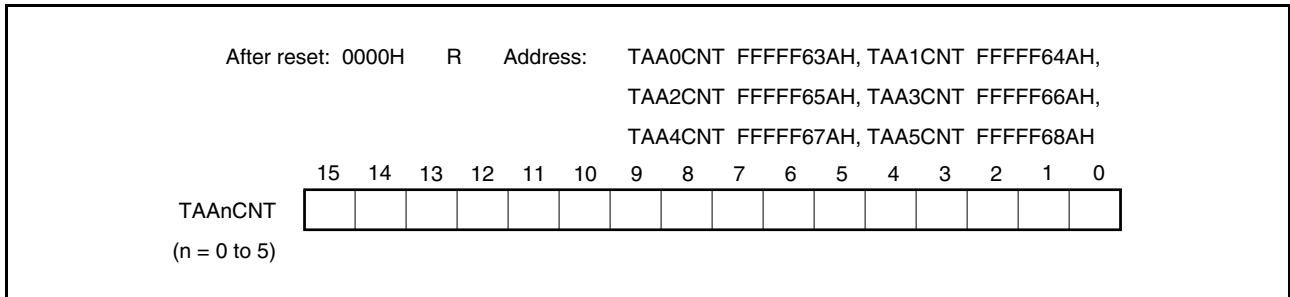 After reset: 0000H R Address: TAA0CNT FFFFF63AH, TAA1CNT FFFFF64AH,
TAA2CNT FFFFF65AH, TAA3CNT FFFFF66AH,
TAA4CNT FFFFF67AH, TAA5CNT FFFFF68AH
15 14 13 12 11 10 9 8 7 6 5 4 3 2 1 0
TAAnCNT
(n = 0 to 5)